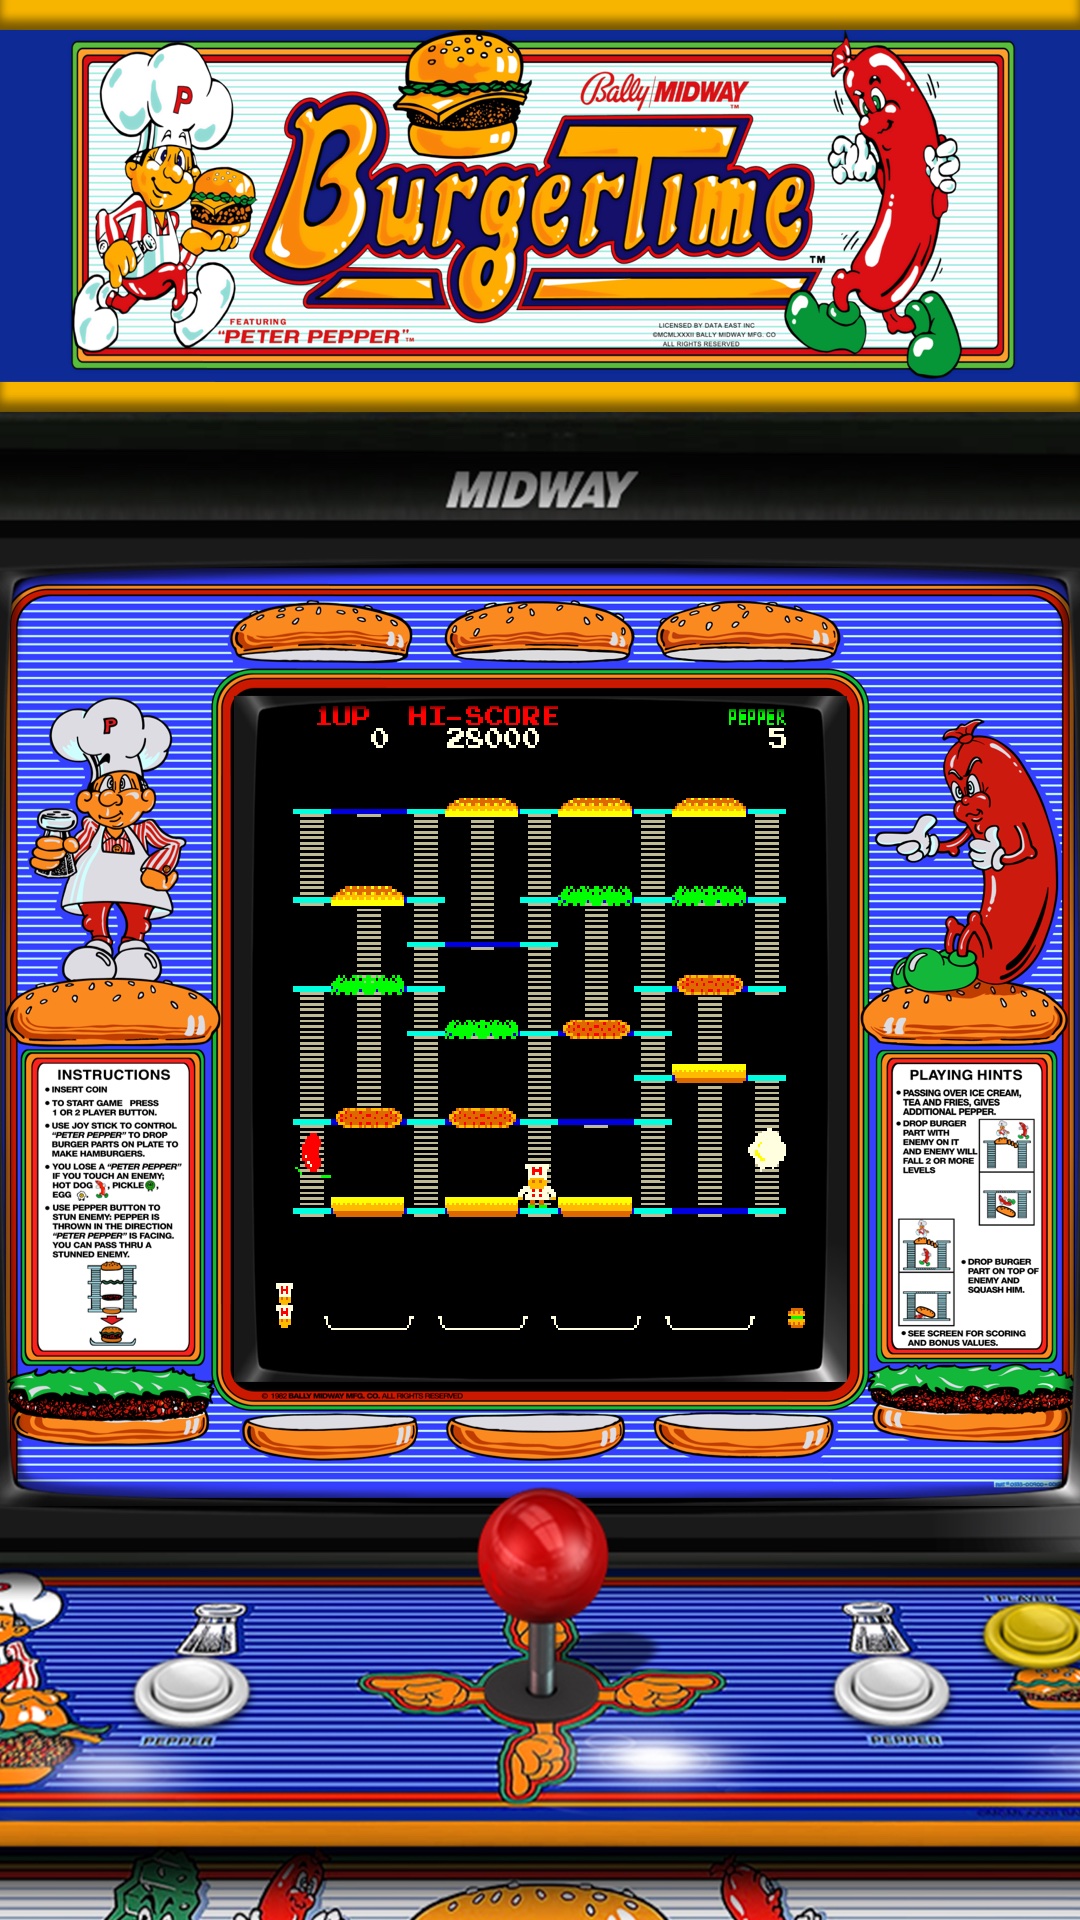 P
Bally MIDWAY™
BurgerTime™
FEATURING
"PETER PEPPER"™
LICENSED BY DATA EAST INC
©MCMLXXXII BALLY MIDWAY MFG. CO
ALL RIGHTS RESERVED
MIDWAY
1UP HI-SCORE PEPPER
0 28000 5
P
INSTRUCTIONS
● INSERT COIN
● TO START GAME PRESS
1 OR 2 PLAYER BUTTON.
● USE JOY STICK TO CONTROL
"PETER PEPPER" TO DROP
BURGER PARTS ON PLATE TO
MAKE HAMBURGERS.
● YOU LOSE A "PETER PEPPER"
IF YOU TOUCH AN ENEMY;
HOT DOG , PICKLE ,
EGG .
● USE PEPPER BUTTON TO
STUN ENEMY: PEPPER IS
THROWN IN THE DIRECTION
"PETER PEPPER" IS FACING.
YOU CAN PASS THRU A
STUNNED ENEMY.
PLAYING HINTS
● PASSING OVER ICE CREAM,
TEA AND FRIES, GIVES
ADDITIONAL PEPPER.
● DROP BURGER
PART WITH
ENEMY ON IT
AND ENEMY WILL
FALL 2 OR MORE
LEVELS
● DROP BURGER
PART ON TOP OF
ENEMY AND
SQUASH HIM.
● SEE SCREEN FOR SCORING
AND BONUS VALUES.
© 1982 BALLY MIDWAY MFG. CO. ALL RIGHTS RESERVED
1 PLAYER
PEPPER
PEPPER